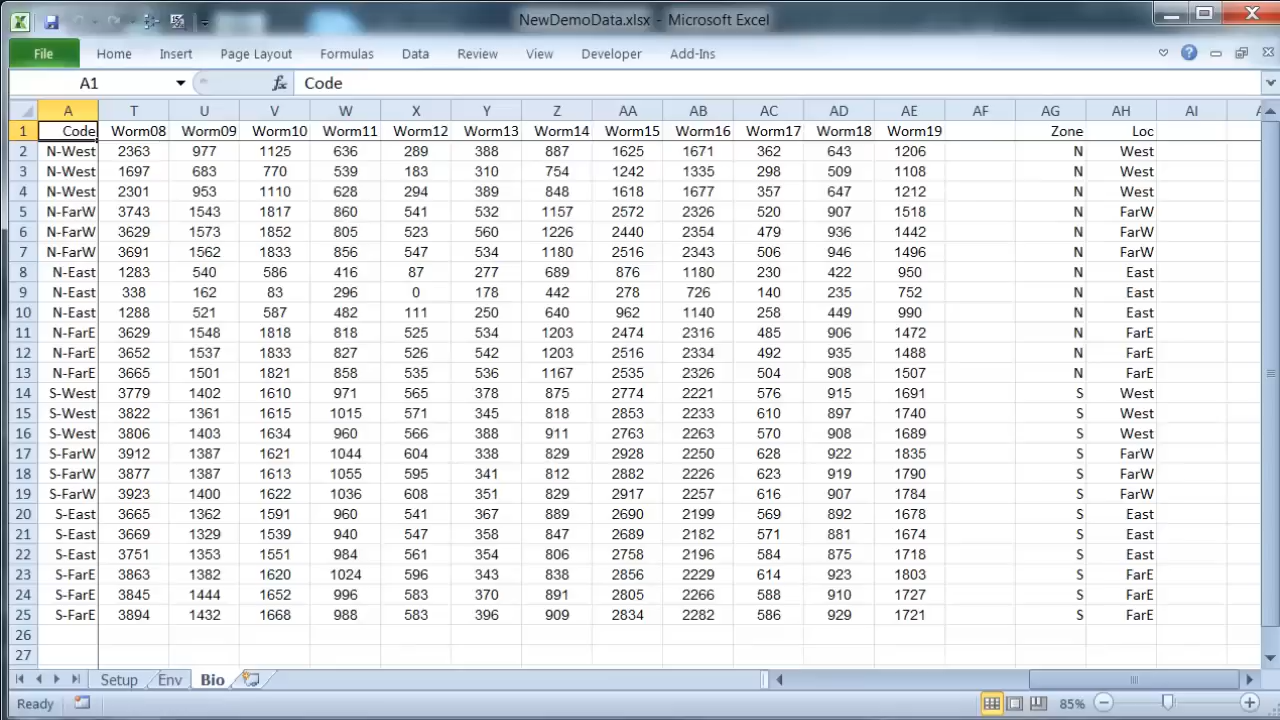 NewDemoData.xlsx - Microsoft Excel
File Home Insert Page Layout Formulas Data Review View Developer Add-Ins
A1 fx Code
A T U V W X Y Z AA AB AC AD AE AF AG AH AI A
1 Code Worm08 Worm09 Worm10 Worm11 Worm12 Worm13 Worm14 Worm15 Worm16 Worm17 Worm18 Worm19 Zone Loc
2 N-West 2363 977 1125 636 289 388 887 1625 1671 362 643 1206 N West
3 N-West 1697 683 770 539 183 310 754 1242 1335 298 509 1108 N West
4 N-West 2301 953 1110 628 294 389 848 1618 1677 357 647 1212 N West
5 N-FarW 3743 1543 1817 860 541 532 1157 2572 2326 520 907 1518 N FarW
6 N-FarW 3629 1573 1852 805 523 560 1226 2440 2354 479 936 1442 N FarW
7 N-FarW 3691 1562 1833 856 547 534 1180 2516 2343 506 946 1496 N FarW
8 N-East 1283 540 586 416 87 277 689 876 1180 230 422 950 N East
9 N-East 338 162 83 296 0 178 442 278 726 140 235 752 N East
10 N-East 1288 521 587 482 111 250 640 962 1140 258 449 990 N East
11 N-FarE 3629 1548 1818 818 525 534 1203 2474 2316 485 906 1472 N FarE
12 N-FarE 3652 1537 1833 827 526 542 1203 2516 2334 492 935 1488 N FarE
13 N-FarE 3665 1501 1821 858 535 536 1167 2535 2326 504 908 1507 N FarE
14 S-West 3779 1402 1610 971 565 378 875 2774 2221 576 915 1691 S West
15 S-West 3822 1361 1615 1015 571 345 818 2853 2233 610 897 1740 S West
16 S-West 3806 1403 1634 960 566 388 911 2763 2263 570 908 1689 S West
17 S-FarW 3912 1387 1621 1044 604 338 829 2928 2250 628 922 1835 S FarW
18 S-FarW 3877 1387 1613 1055 595 341 812 2882 2226 623 919 1790 S FarW
19 S-FarW 3923 1400 1622 1036 608 351 829 2917 2257 616 907 1784 S FarW
20 S-East 3665 1362 1591 960 541 367 889 2690 2199 569 892 1678 S East
21 S-East 3669 1329 1539 940 547 358 847 2689 2182 571 881 1674 S East
22 S-East 3751 1353 1551 984 561 354 806 2758 2196 584 875 1718 S East
23 S-FarE 3863 1382 1620 1024 596 343 838 2856 2229 614 923 1803 S FarE
24 S-FarE 3845 1444 1652 996 583 370 891 2805 2266 588 910 1727 S FarE
25 S-FarE 3894 1432 1668 988 583 396 909 2834 2282 586 929 1721 S FarE
26
27
Setup Env Bio
Ready 85%